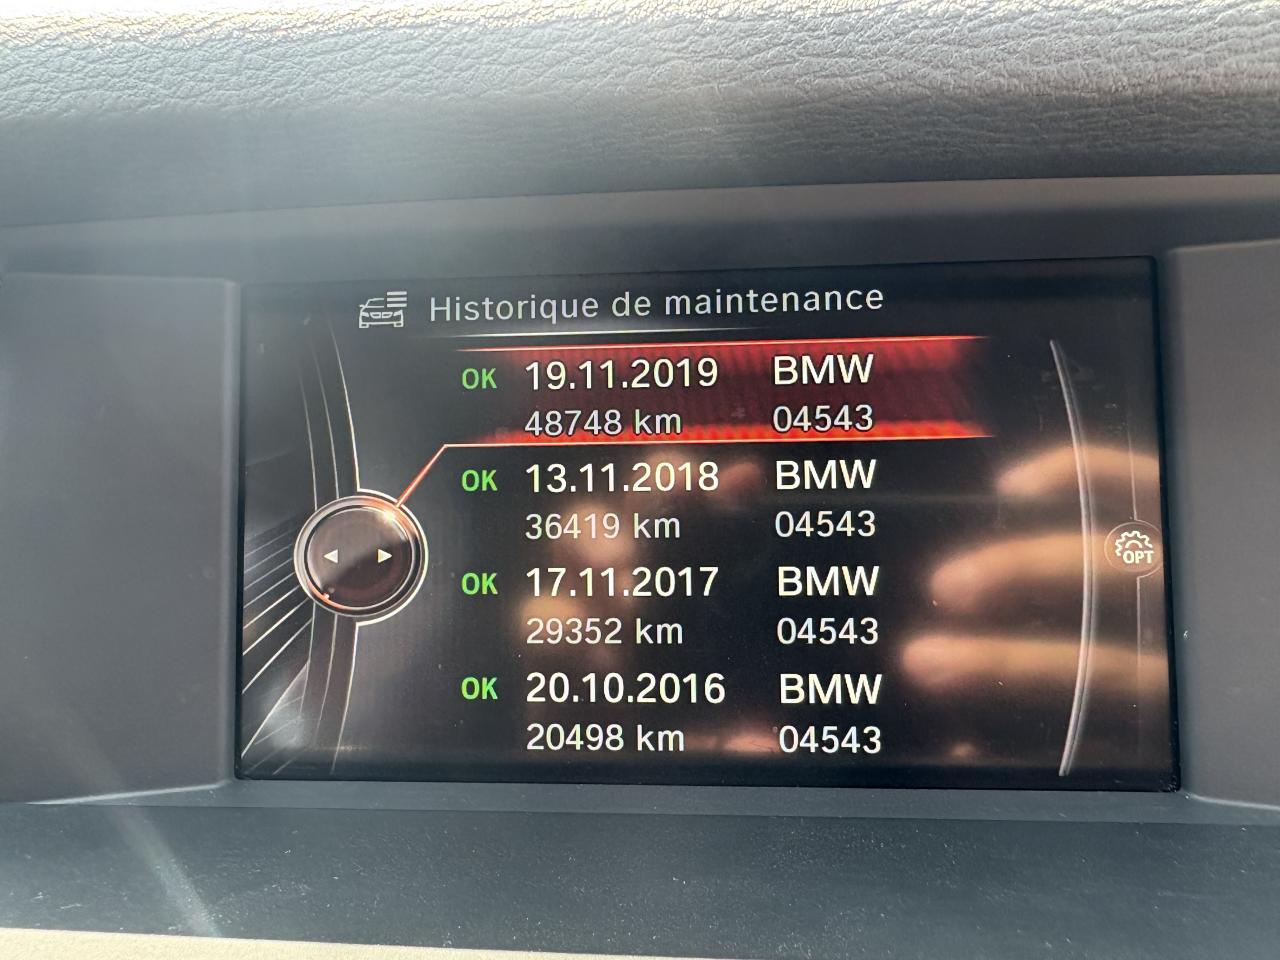 Historique de maintenance
OK 19.11.2019 BMW
48748 km 04543
OK 13.11.2018 BMW
36419 km 04543
OK 17.11.2017 BMW
29352 km 04543
OK 20.10.2016 BMW
20498 km 04543
OPT